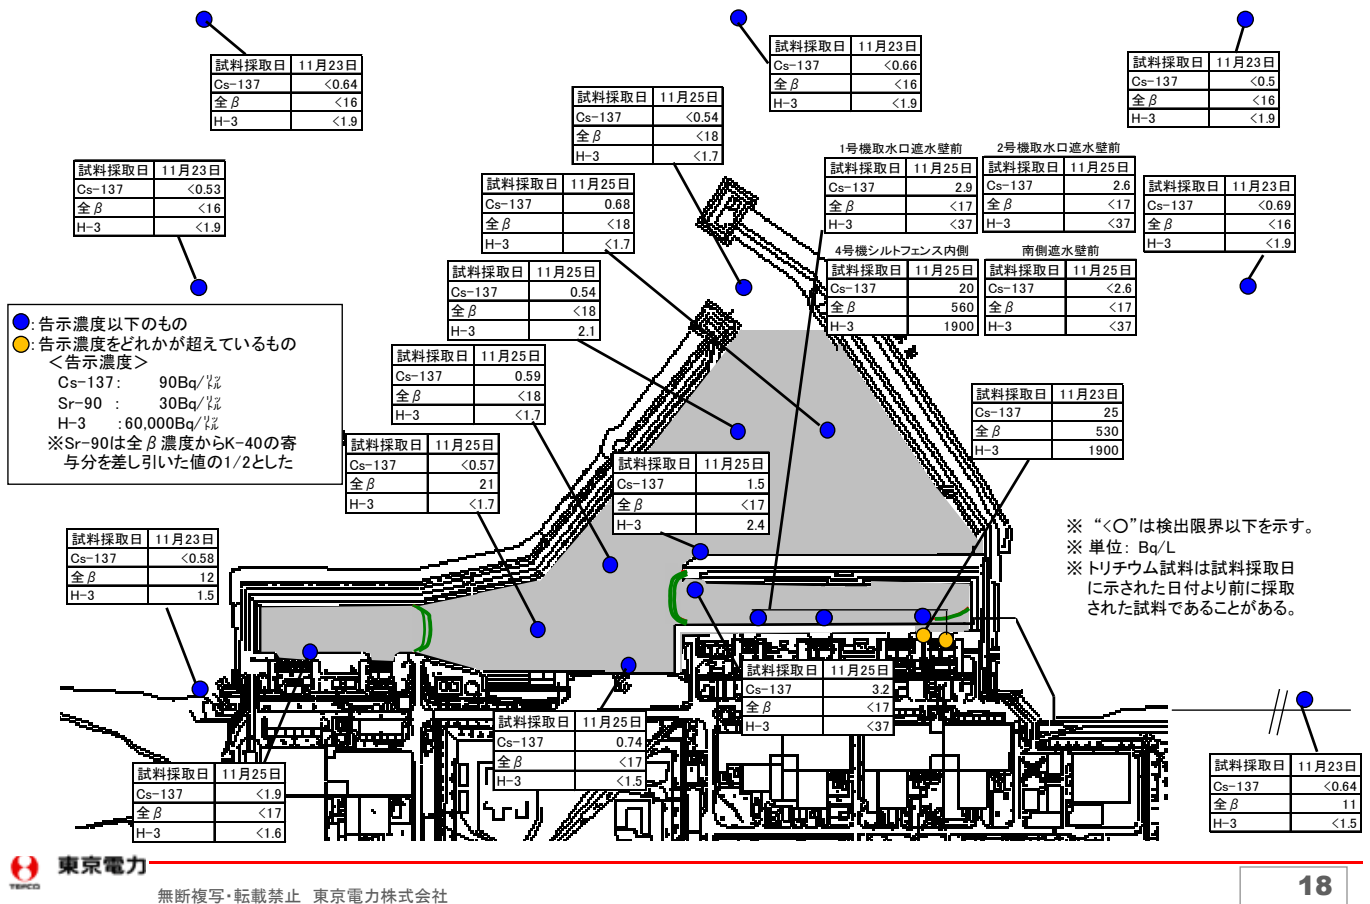 試料採取日 11月23日
Cs-137 <0.64
全β <16
H-3 <1.9
試料採取日 11月23日
Cs-137 <0.66
全β <16
H-3 <1.9
試料採取日 11月23日
Cs-137 <0.5
全β <16
H-3 <1.9
試料採取日 11月25日
Cs-137 <0.54
全β <18
H-3 <1.7
試料採取日 11月23日
Cs-137 <0.53
全β <16
H-3 <1.9
試料採取日 11月25日
Cs-137 0.68
全β <18
H-3 <1.7
1号機取水口遮水壁前
試料採取日 11月25日
Cs-137 2.9
全β <17
H-3 <37
2号機取水口遮水壁前
試料採取日 11月25日
Cs-137 2.6
全β <17
H-3 <37
試料採取日 11月23日
Cs-137 <0.69
全β <16
H-3 <1.9
4号機シルトフェンス内側
試料採取日 11月25日
Cs-137 20
全β 560
H-3 1900
南側遮水壁前
試料採取日 11月25日
Cs-137 <2.6
全β <17
H-3 <37
試料採取日 11月25日
Cs-137 0.54
全β <18
H-3 2.1
:告示濃度以下のもの
:告示濃度をどれかが超えているもの
<告示濃度>
Cs-137: 90Bq/㍑
Sr-90 : 30Bq/㍑
H-3 :60,000Bq/㍑
※Sr-90は全β濃度からK-40の寄
与分を差し引いた値の1/2とした
試料採取日 11月25日
Cs-137 0.59
全β <18
H-3 <1.7
試料採取日 11月23日
Cs-137 25
全β 530
H-3 1900
試料採取日 11月25日
Cs-137 <0.57
全β 21
H-3 <1.7
試料採取日 11月25日
Cs-137 1.5
全β <17
H-3 2.4
※ “<○”は検出限界以下を示す。
※ 単位: Bq/L
※ トリチウム試料は試料採取日
に示された日付より前に採取
された試料であることがある。
試料採取日 11月23日
Cs-137 <0.58
全β 12
H-3 1.5
試料採取日 11月25日
Cs-137 3.2
全β <17
H-3 <37
試料採取日 11月25日
Cs-137 0.74
全β <17
H-3 <1.5
試料採取日 11月25日
Cs-137 <1.9
全β <17
H-3 <1.6
試料採取日 11月23日
Cs-137 <0.64
全β 11
H-3 <1.5
TEPCO
東京電力
無断複写・転載禁止 東京電力株式会社
18